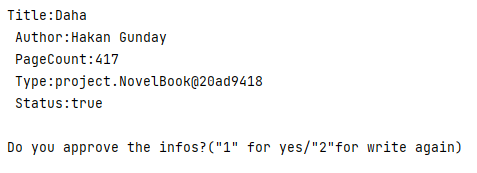 Title:Daha
Author:Hakan Gunday
PageCount:417
Type:project.NovelBook@20ad9418
Status:true
Do you approve the infos?("1" for yes/"2"for write again)